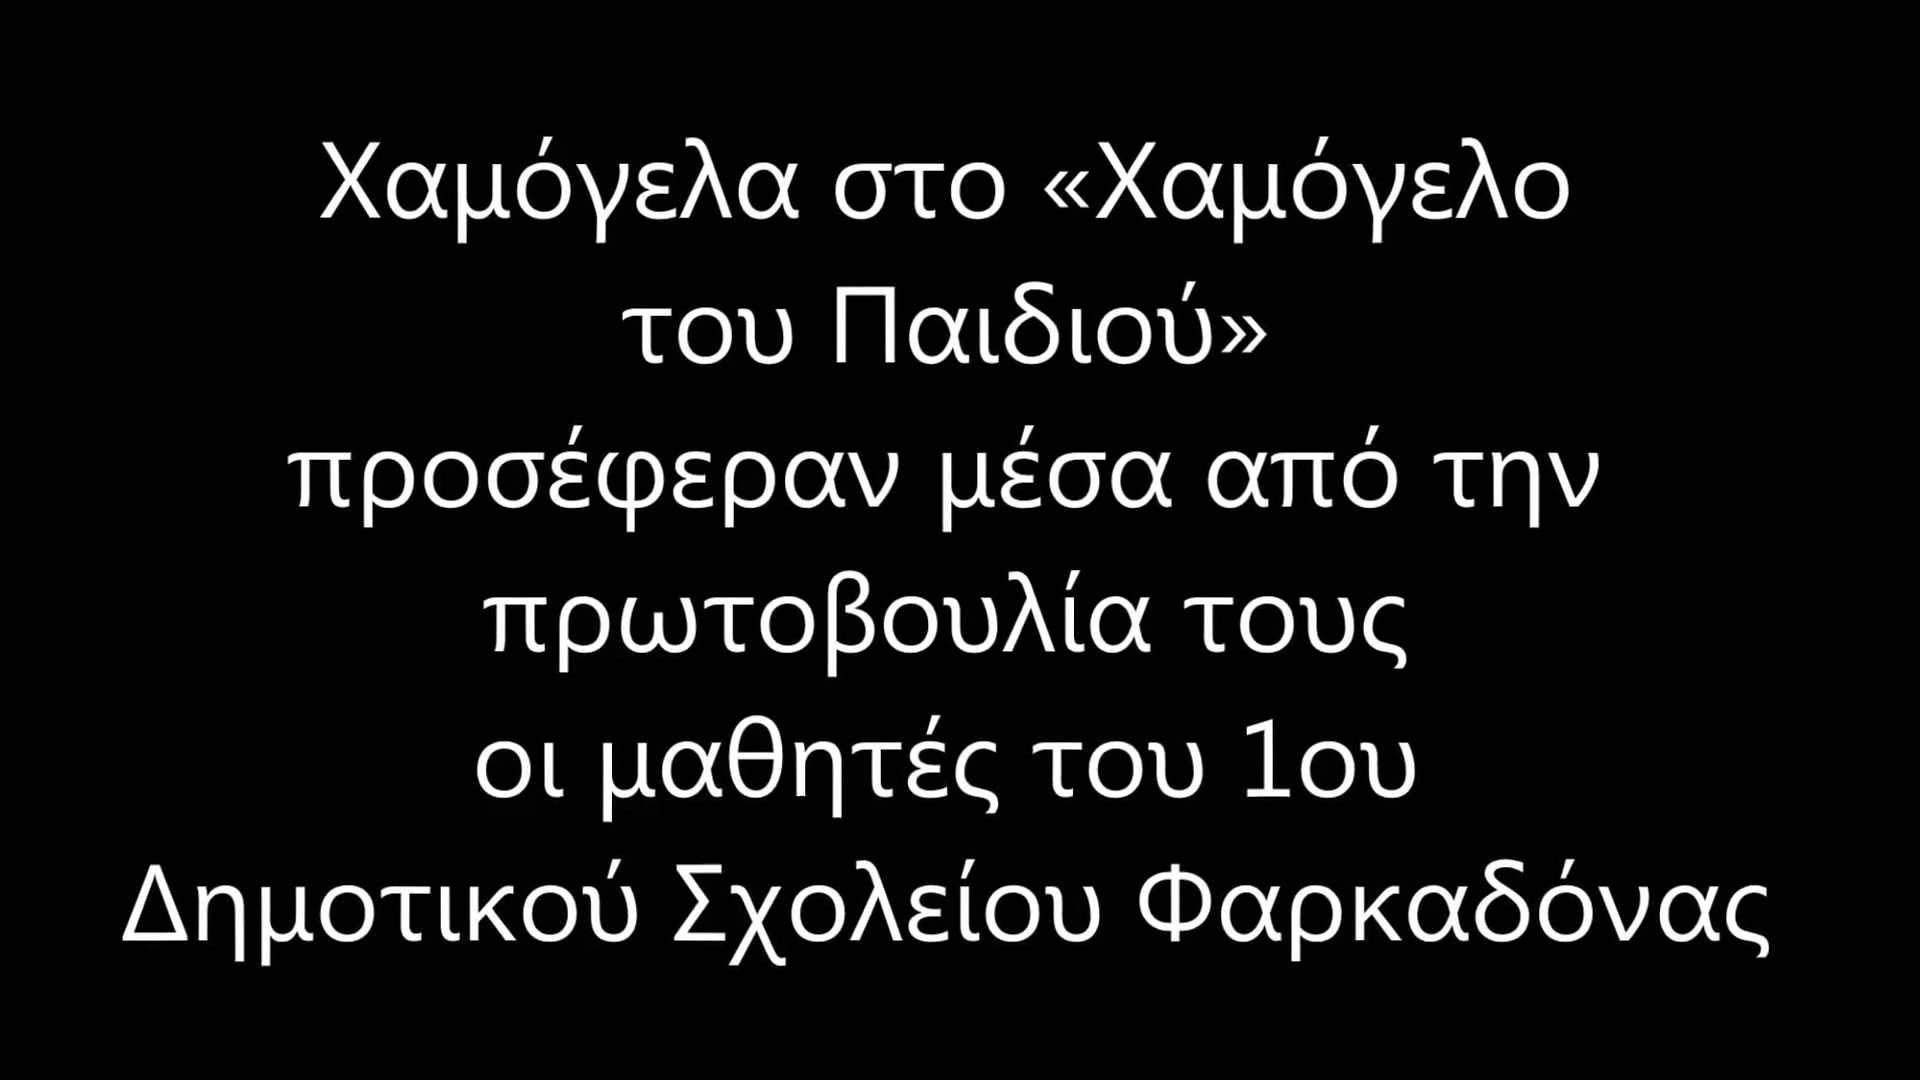 Χαμόγελα στο «Χαμόγελο
του Παιδιού»
προσέφεραν μέσα από την
πρωτοβουλία τους
οι μαθητές του 1ου
Δημοτικού Σχολείου Φαρκαδόνας